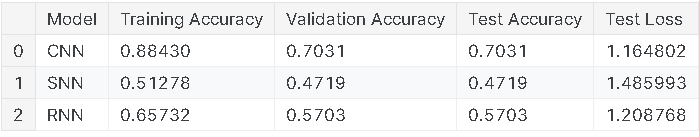 Model Training Accuracy Validation Accuracy Test Accuracy Test Loss
0 CNN 0.88430 0.7031 0.7031 1.164802
1 SNN 0.51278 0.4719 0.4719 1.485993
2 RNN 0.65732 0.5703 0.5703 1.208768